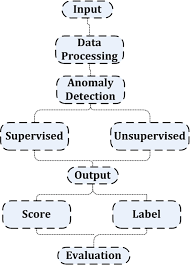 Input
Data
Processing
Anomaly
Detection
Supervised
Unsupervised
Output
Score
Label
Evaluation